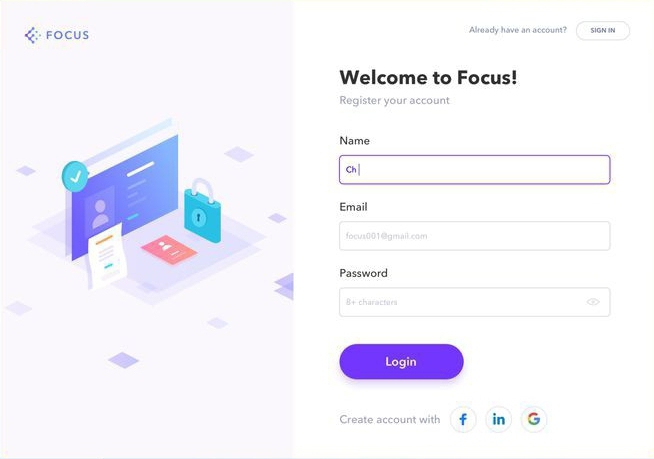 FOCUS
Already have an account? SIGN IN
Welcome to Focus!
Register your account
Name
Ch
Email
focus001@gmail.com
Password
8+ characters
Login
Create account with f in G